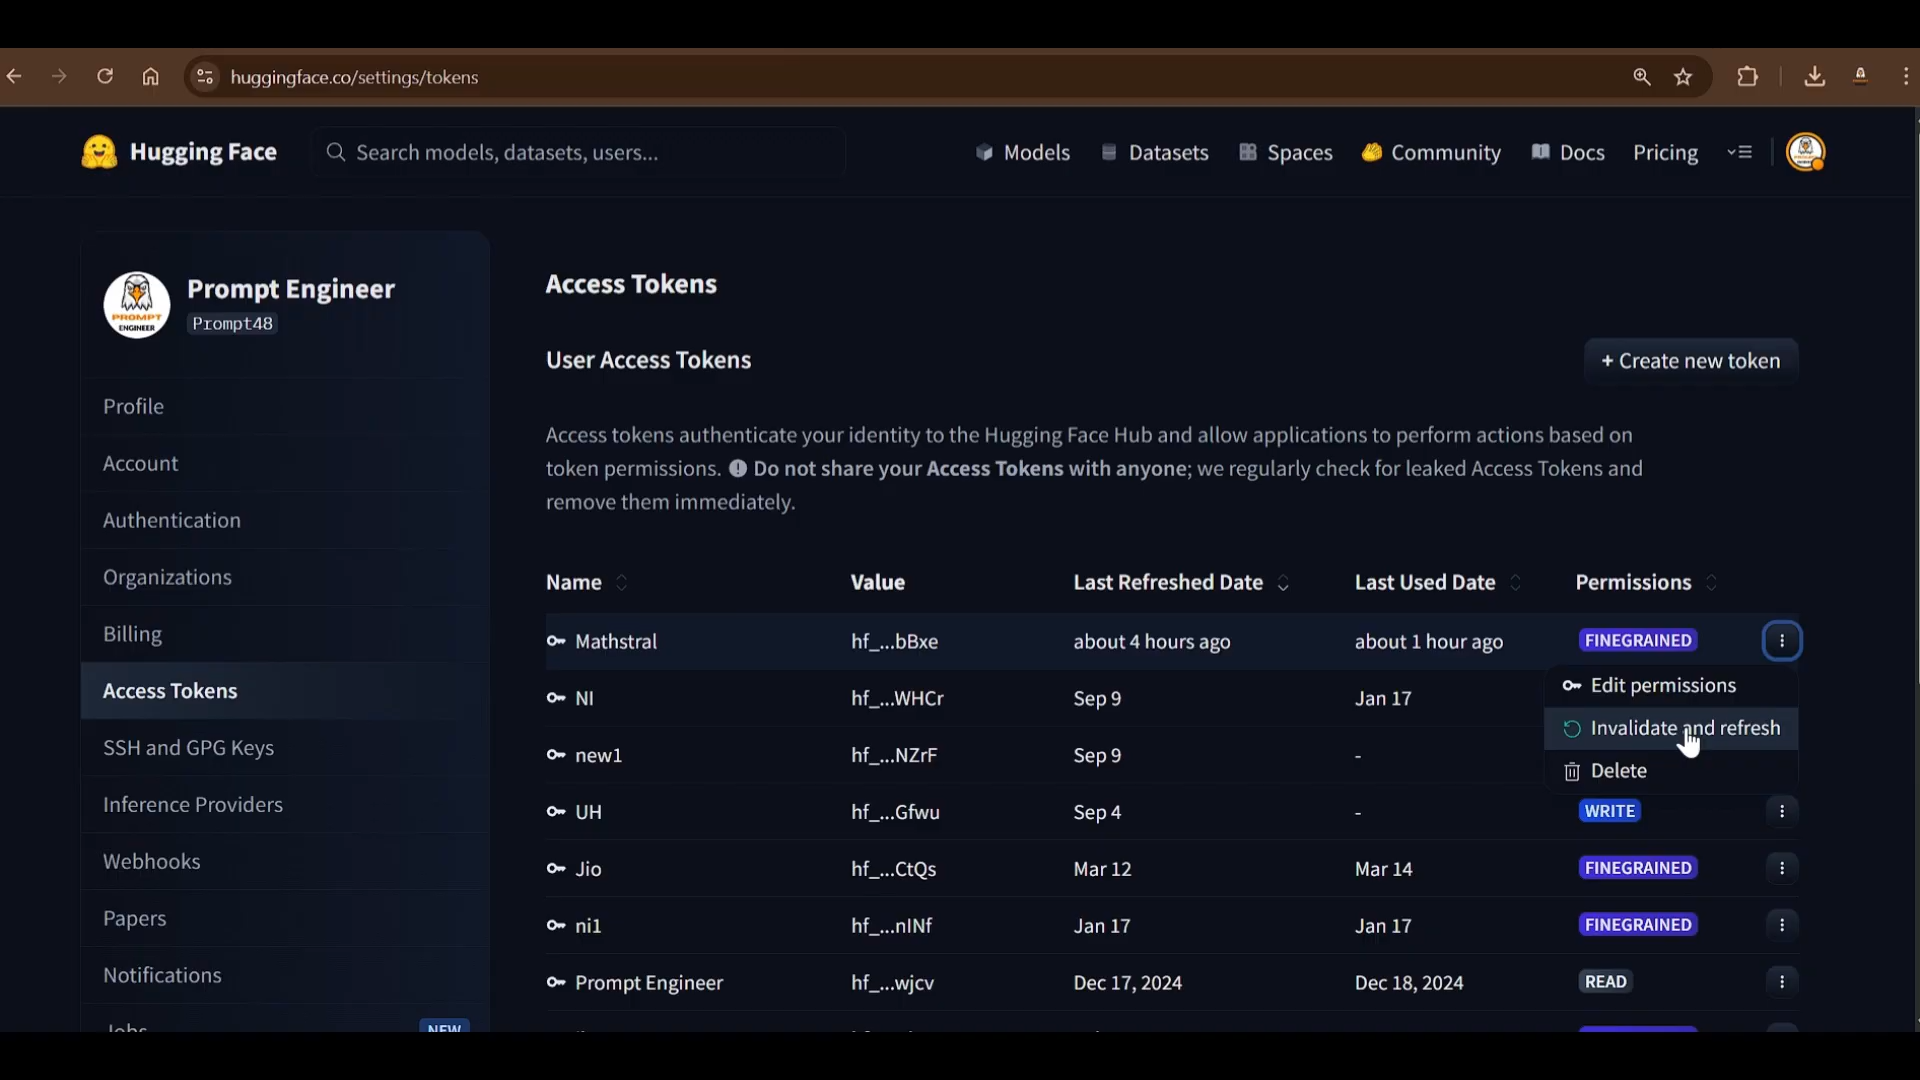 huggingface.co/settings/tokens
Hugging Face
Search models, datasets, users...
Models
Datasets
Spaces
Community
Docs
Pricing
PROMPT
ENGINEER
Prompt Engineer
Prompt48
Profile
Account
Authentication
Organizations
Billing
Access Tokens
SSH and GPG Keys
Inference Providers
Webhooks
Papers
Notifications
Jobs NEW
Access Tokens
User Access Tokens
+ Create new token
Access tokens authenticate your identity to the Hugging Face Hub and allow applications to perform actions based on
token permissions. Do not share your Access Tokens with anyone; we regularly check for leaked Access Tokens and
remove them immediately.
Name Value Last Refreshed Date Last Used Date Permissions
Mathstral hf_...bBxe about 4 hours ago about 1 hour ago FINEGRAINED
Edit permissions
NI hf_...WHCr Sep 9 Jan 17
Invalidate and refresh
new1 hf_...NZrF Sep 9 -
Delete
UH hf_...Gfwu Sep 4 - WRITE
Jio hf_...CtQs Mar 12 Mar 14 FINEGRAINED
ni1 hf_...nINf Jan 17 Jan 17 FINEGRAINED
Prompt Engineer hf_...wjcv Dec 17, 2024 Dec 18, 2024 READ